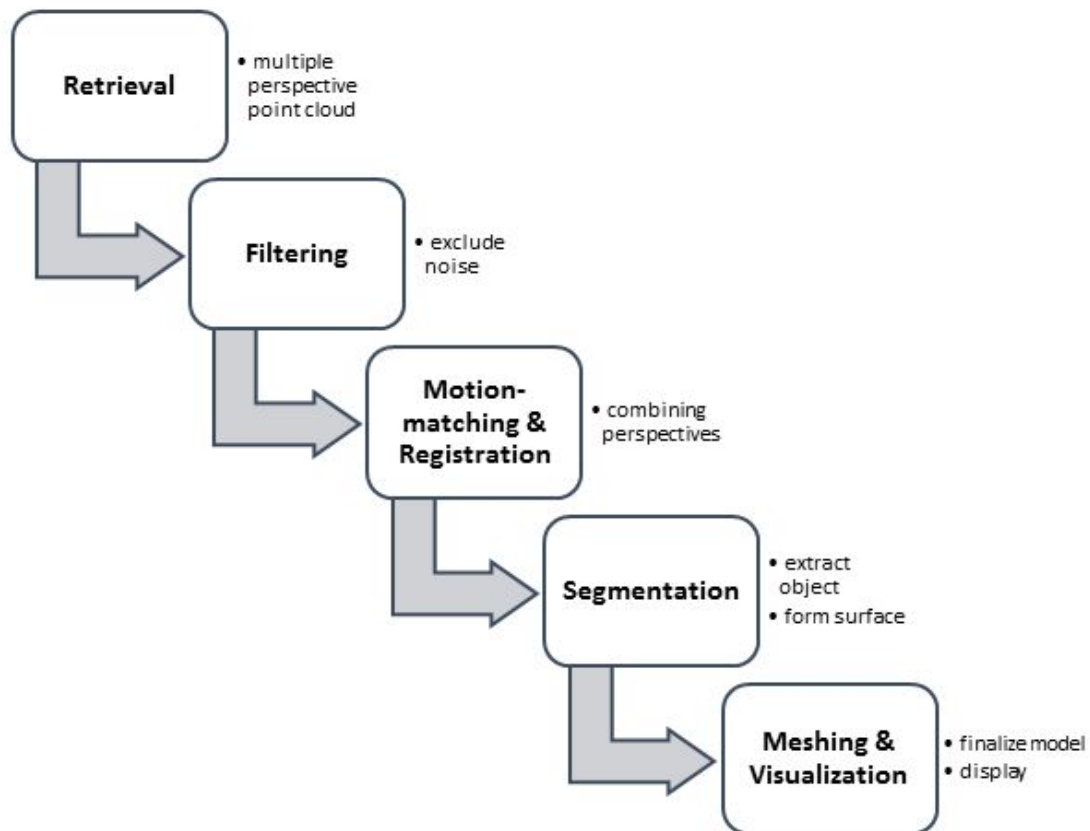 Retrieval
• multiple
perspective
point cloud
Filtering
• exclude
noise
Motion-
matching &
Registration
• combining
perspectives
Segmentation
• extract
object
• form surface
Meshing &
Visualization
• finalize model
• display